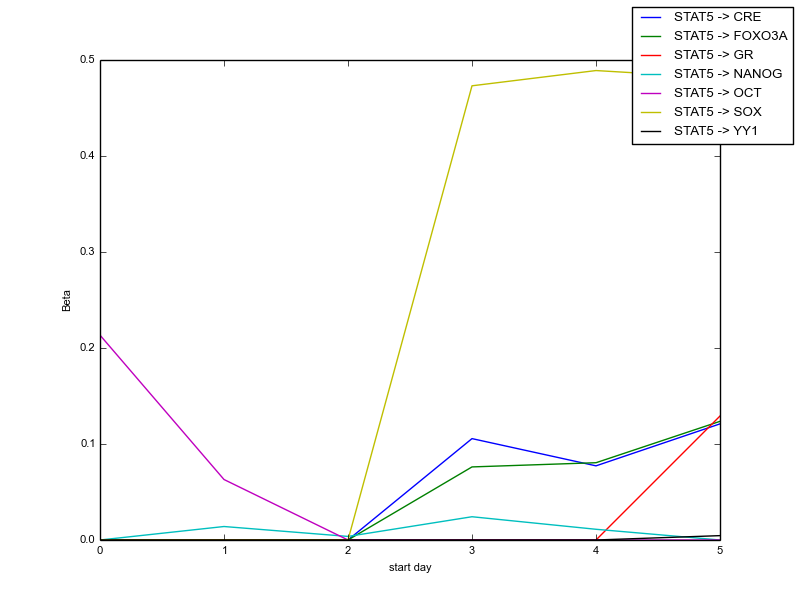 STAT5 -> CRE
STAT5 -> FOXO3A
STAT5 -> GR
STAT5 -> NANOG
STAT5 -> OCT
STAT5 -> SOX
STAT5 -> YY1
0.5
0.4
0.3
0.2
0.1
0.0
Beta
0 1 2 3 4 5
start day